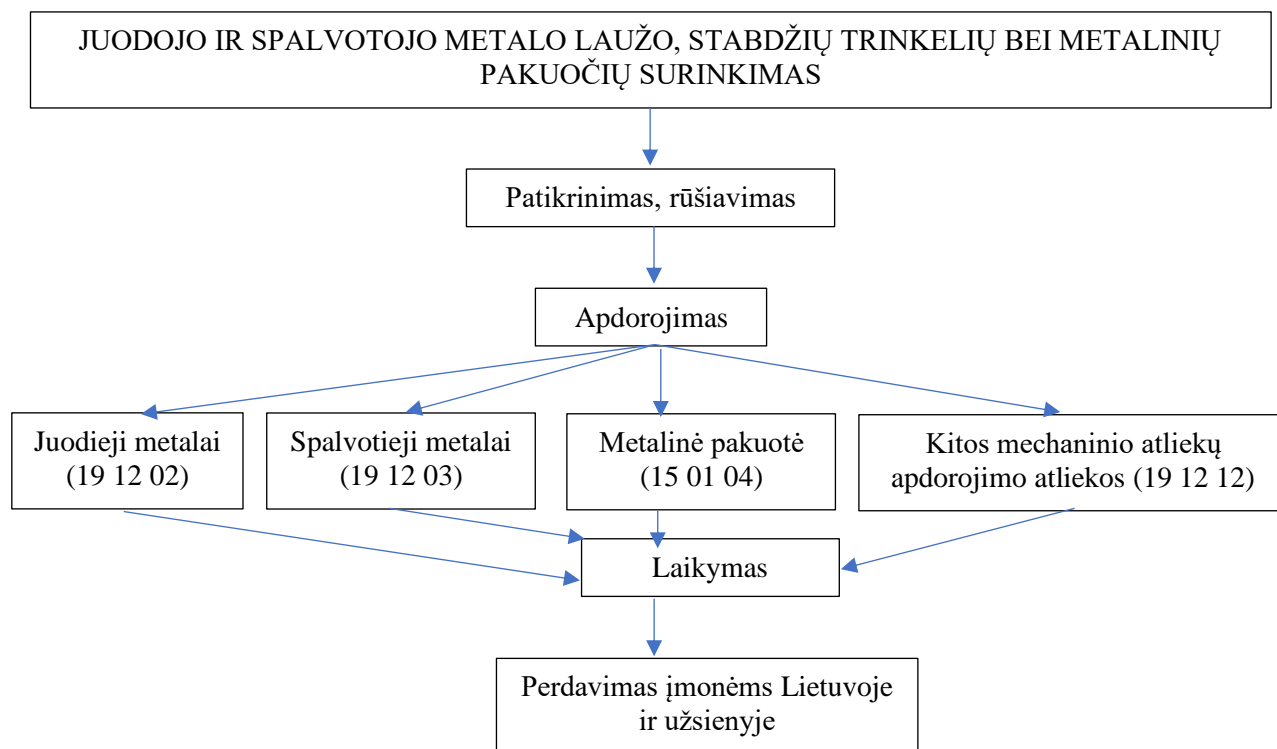 JUODOJO IR SPALVOTOJO METALO LAUŽO, STABDŽIŲ TRINKELIŲ BEI METALINIŲ
PAKUOČIŲ SURINKIMAS
Patikrinimas, rūšiavimas
Apdorojimas
Juodieji metalai
(19 12 02)
Spalvotieji metalai
(19 12 03)
Metalinė pakuotė
(15 01 04)
Kitos mechaninio atliekų
apdorojimo atliekos (19 12 12)
Laikymas
Perdavimas įmonėms Lietuvoje
ir užsienyje